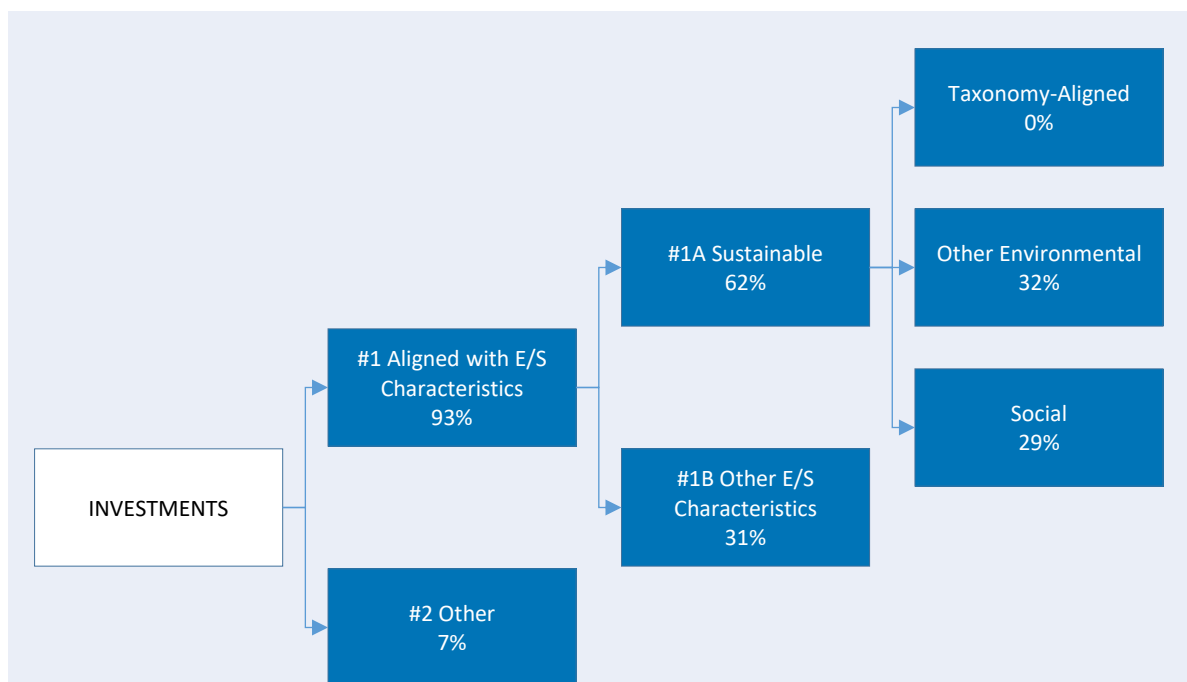 Taxonomy-Aligned
0%
#1A Sustainable
62%
Other Environmental
32%
#1 Aligned with E/S
Characteristics
93%
Social
29%
#1B Other E/S
Characteristics
31%
INVESTMENTS
#2 Other
7%